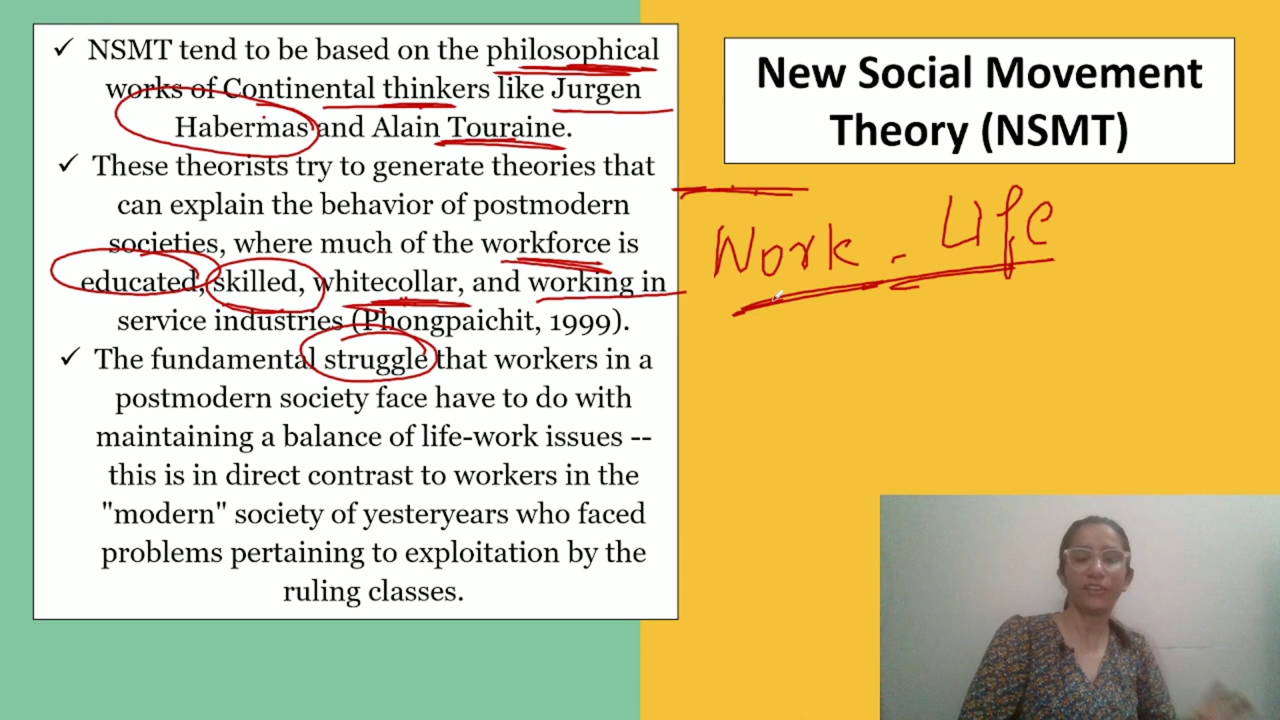 ✓ NSMT tend to be based on the philosophical
works of Continental thinkers like Jurgen
Habermas and Alain Touraine.
✓ These theorists try to generate theories that
can explain the behavior of postmodern
societies, where much of the workforce is
educated, skilled, whitecollar, and working in
service industries (Phongpaichit, 1999).
✓ The fundamental struggle that workers in a
postmodern society face have to do with
maintaining a balance of life-work issues --
this is in direct contrast to workers in the
"modern" society of yesteryears who faced
problems pertaining to exploitation by the
ruling classes.
New Social Movement
Theory (NSMT)
Work - Life